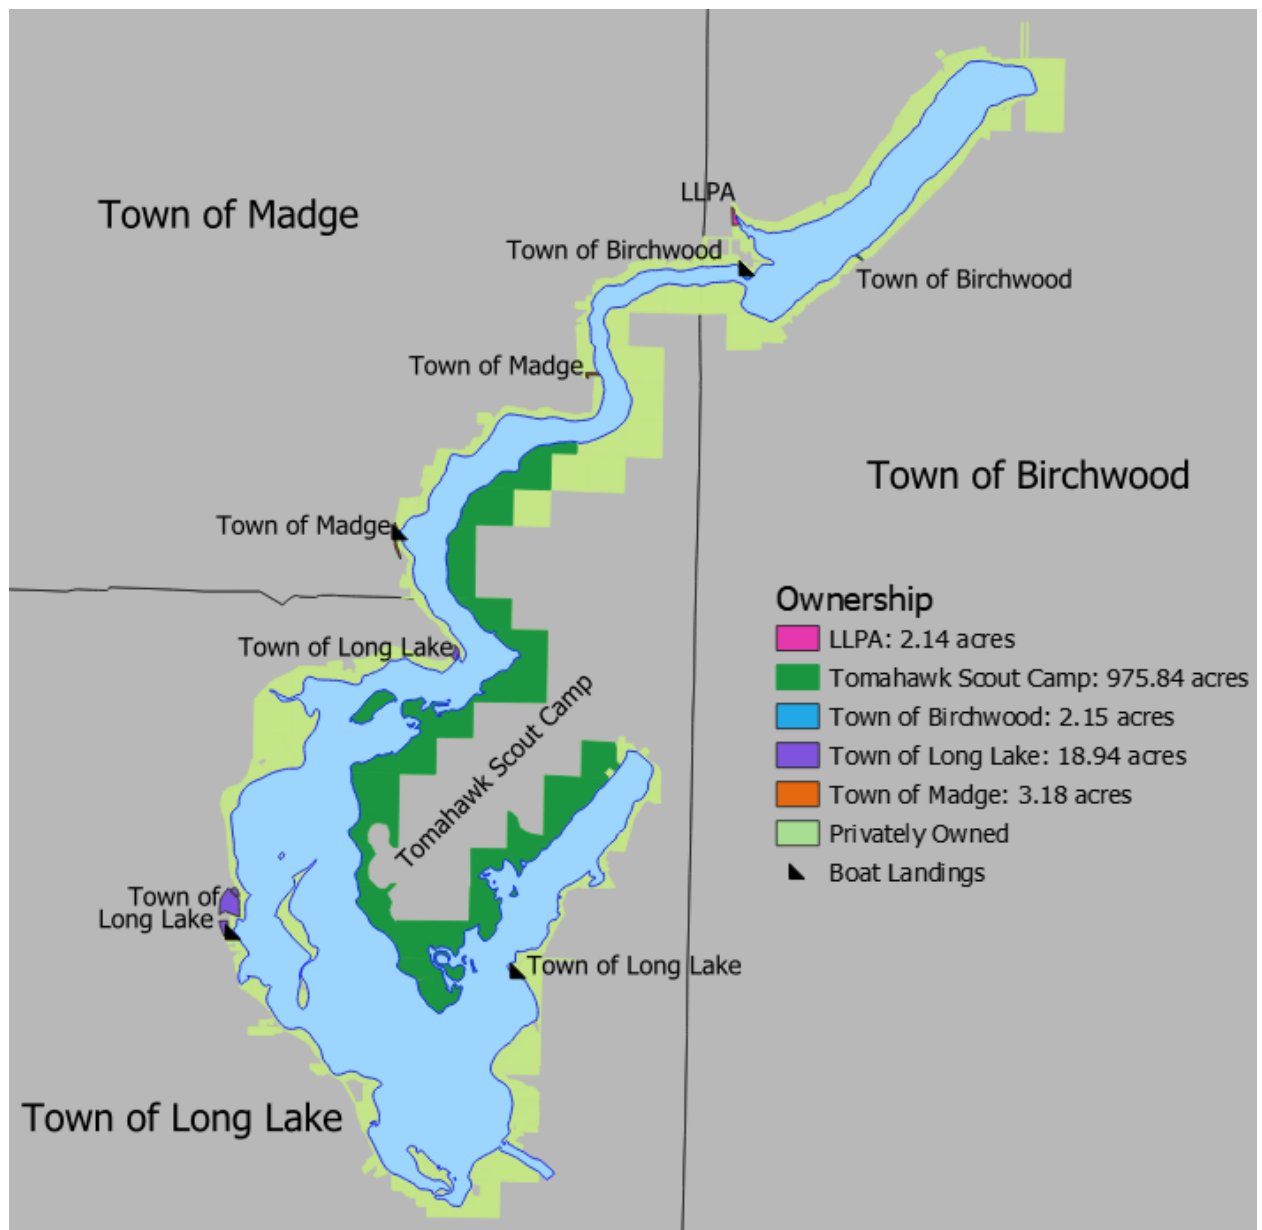 LLPA
Town of Madge
Town of Birchwood
Town of Birchwood
Town of Madge
Town of Birchwood
Town of Madge
Town of Long Lake
Tomahawk Scout Camp
Town of
Long Lake
Town of Long Lake
Town of Long Lake
Ownership
LLPA: 2.14 acres
Tomahawk Scout Camp: 975.84 acres
Town of Birchwood: 2.15 acres
Town of Long Lake: 18.94 acres
Town of Madge: 3.18 acres
Privately Owned
Boat Landings